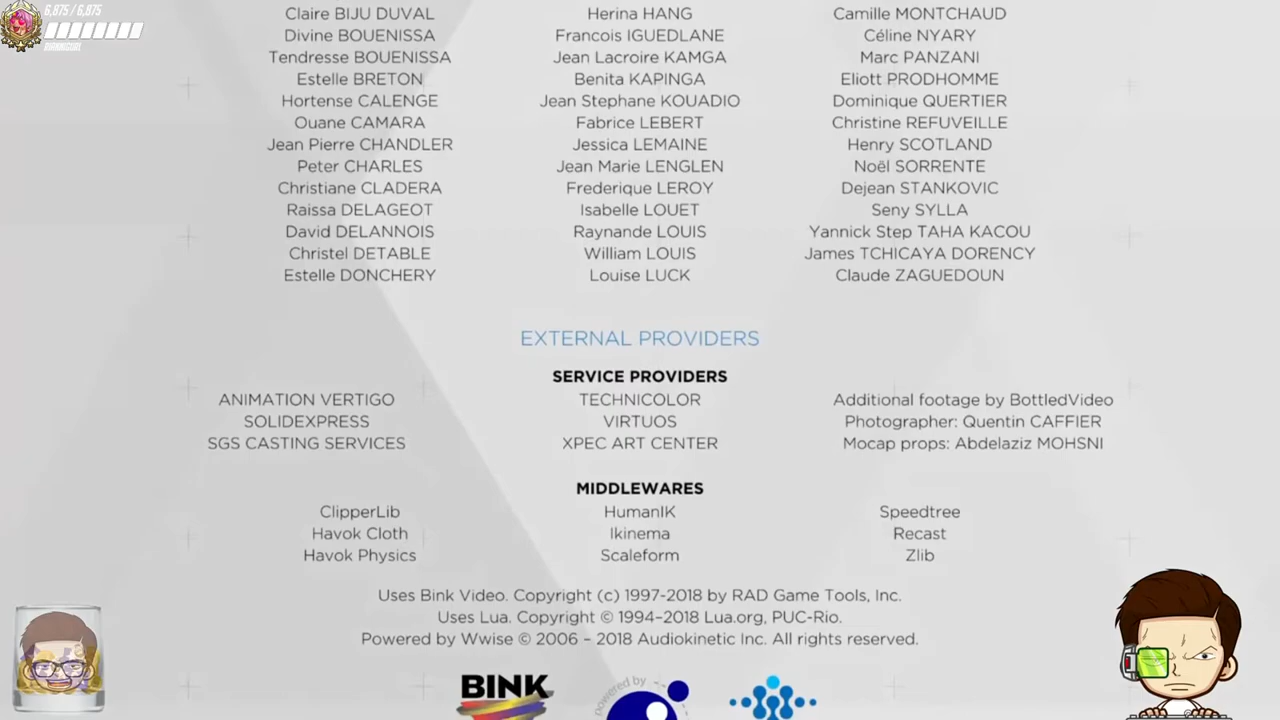 6,875 / 6,875
Claire BIJU DUVAL
Divine BOUENISSA
Tendresse BOUENISSA
Estelle BRETON
Hortense CALENGE
Ouane CAMARA
Jean Pierre CHANDLER
Peter CHARLES
Christiane CLADERA
Raissa DELAGEOT
David DELANNOIS
Christel DETABLE
Estelle DONCHERY
Herina HANG
Francois IGUEDLANE
Jean Lacroire KAMGA
Benita KAPINGA
Jean Stephane KOUADIO
Fabrice LEBERT
Jessica LEMAINE
Jean Marie LENGLEN
Frederique LEROY
Isabelle LOUET
Raynande LOUIS
William LOUIS
Louise LUCK
Camille MONTCHAUD
Céline NYARY
Marc PANZANI
Eliott PRODHOMME
Dominique QUERTIER
Christine REFUVEILLE
Henry SCOTLAND
Noël SORRENTE
Dejean STANKOVIC
Seny SYLLA
Yannick Step TAHA KACOU
James TCHICAYA DORENCY
Claude ZAGUEDOUN
EXTERNAL PROVIDERS
SERVICE PROVIDERS
ANIMATION VERTIGO
SOLIDEXPRESS
SGS CASTING SERVICES
TECHNICOLOR
VIRTUOS
XPEC ART CENTER
Additional footage by BottledVideo
Photographer: Quentin CAFFIER
Mocap props: Abdelaziz MOHSNI
MIDDLEWARES
ClipperLib
Havok Cloth
Havok Physics
HumanIK
Ikinema
Scaleform
Speedtree
Recast
Zlib
Uses Bink Video. Copyright (c) 1997-2018 by RAD Game Tools, Inc.
Uses Lua. Copyright © 1994–2018 Lua.org, PUC-Rio.
Powered by Wwise © 2006 – 2018 Audiokinetic Inc. All rights reserved.
BINK
powered by